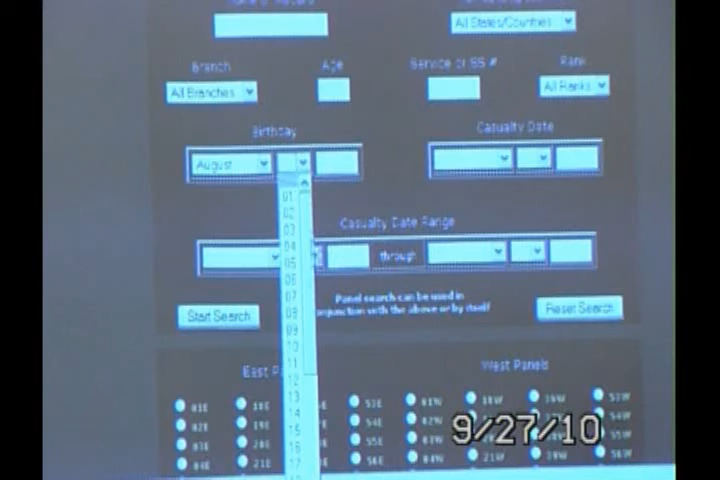 All States/Countries
Branch
Age
Service or SS #
Rank
All Branches
All Ranks
Birthday
Casualty Date
August
01
02
03
04
05
06
07
08
09
10
11
12
13
14
15
16
17
Casualty Date Range
through
Start Search
Panel search can be used in
conjunction with the above or by itself
Reset Search
East P
West Panels
01E 18E 53E 01W 18W 36W 53W
02E 19E 54E 02W 54W
03E 20E 55E 03W 55W
04E 21E 56E 04W 21W 39W 56W
9/27/10